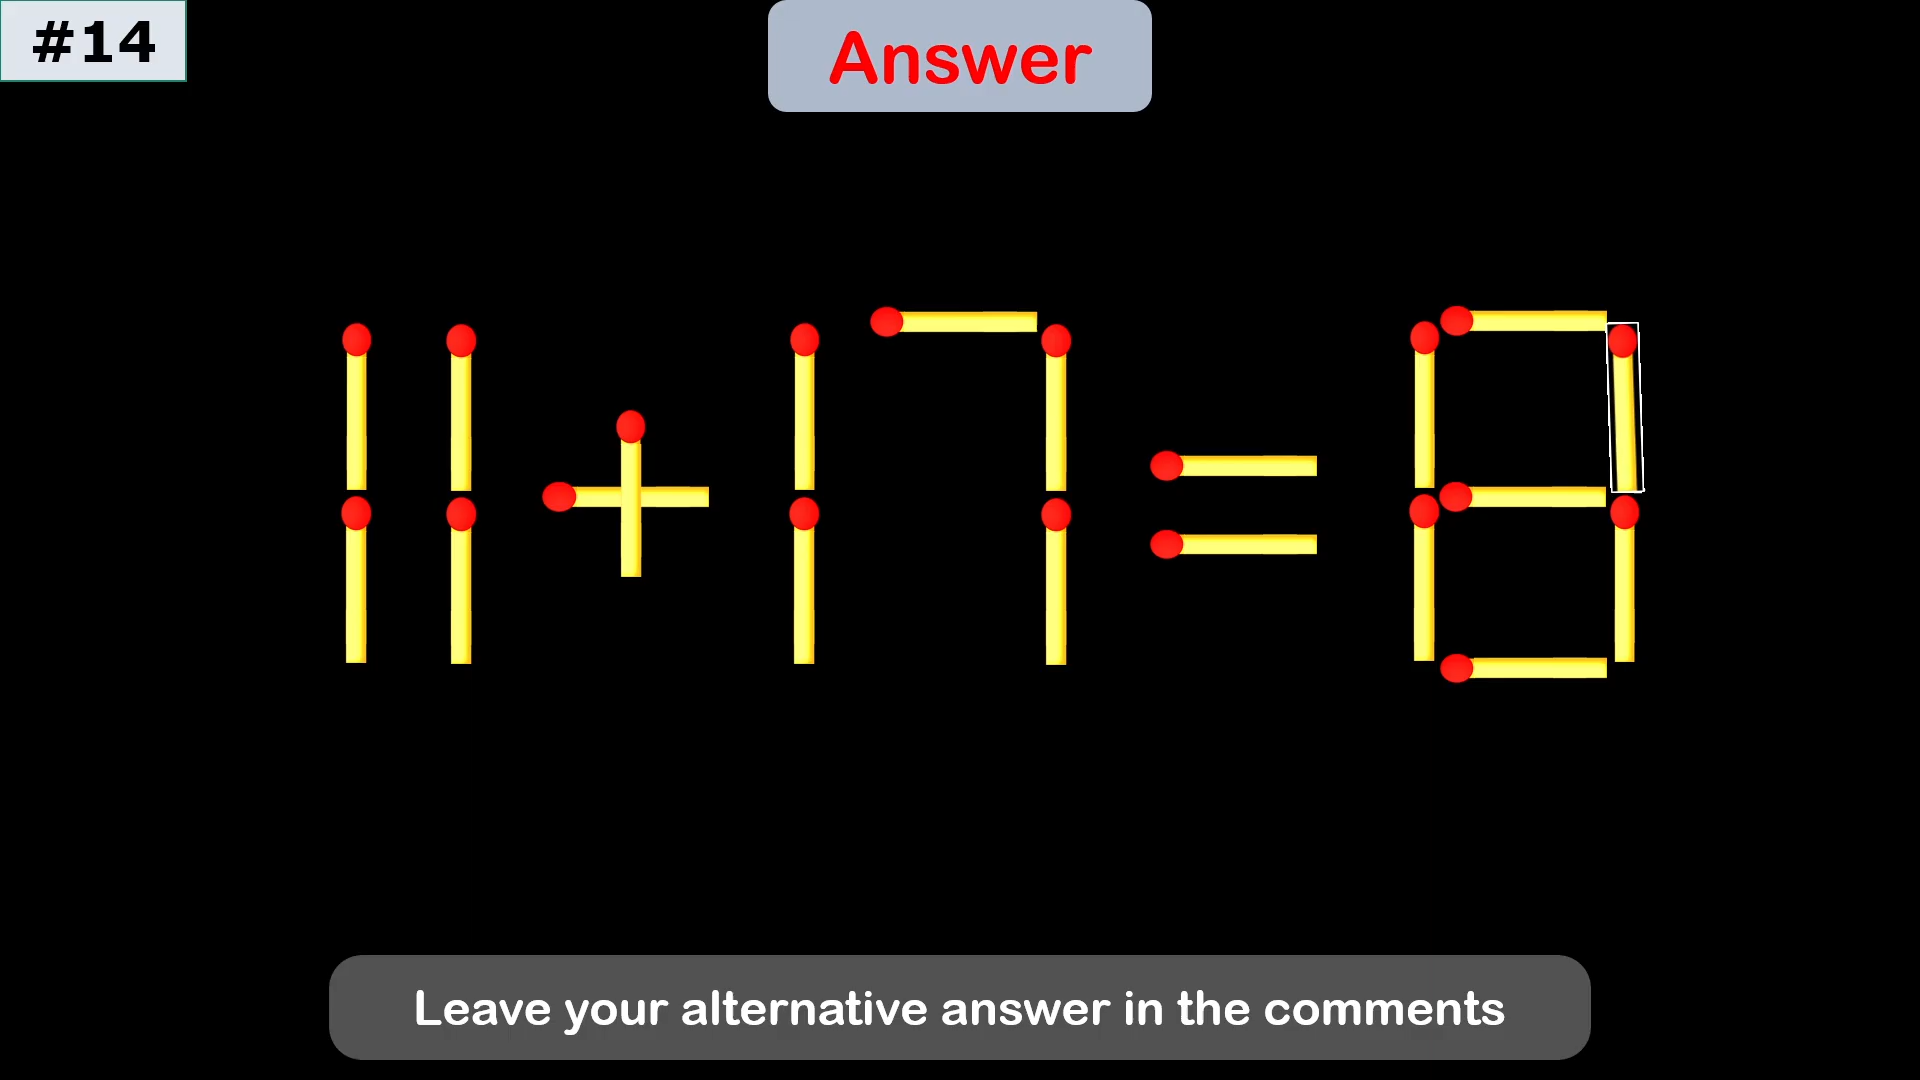 #14
Answer
11 + 17 = 8
Leave your alternative answer in the comments